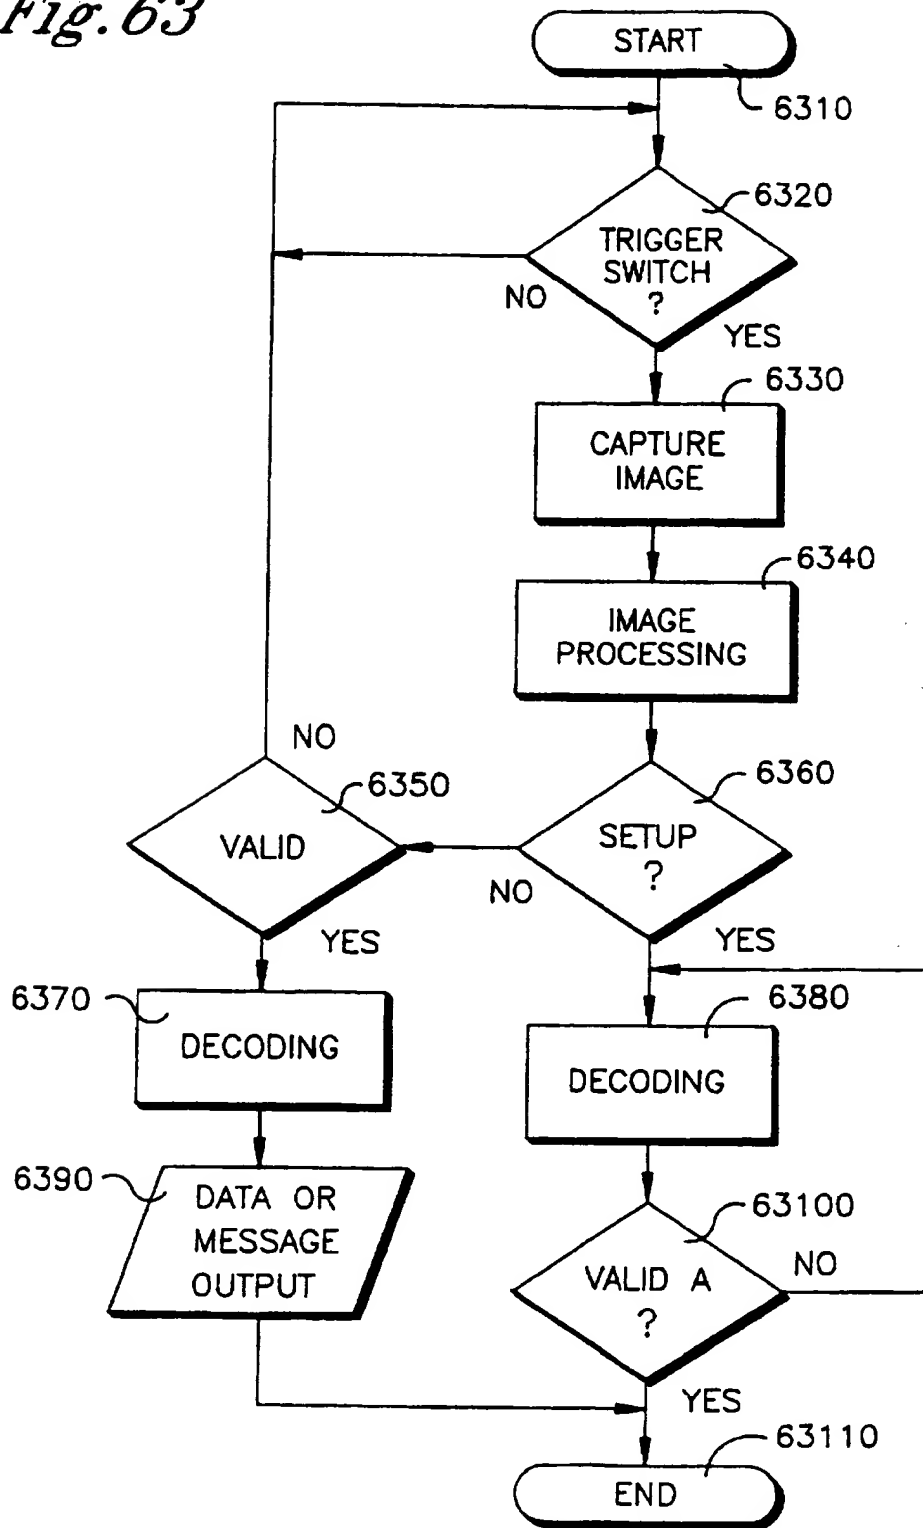 Fig. 63
START
6310
6320
TRIGGER
SWITCH
?
NO
YES
6330
CAPTURE
IMAGE
6340
IMAGE
PROCESSING
NO
6350
VALID
6360
SETUP
?
NO
YES
YES
6370
DECODING
6380
DECODING
6390
DATA OR
MESSAGE
OUTPUT
63100
VALID A
?
NO
YES
63110
END